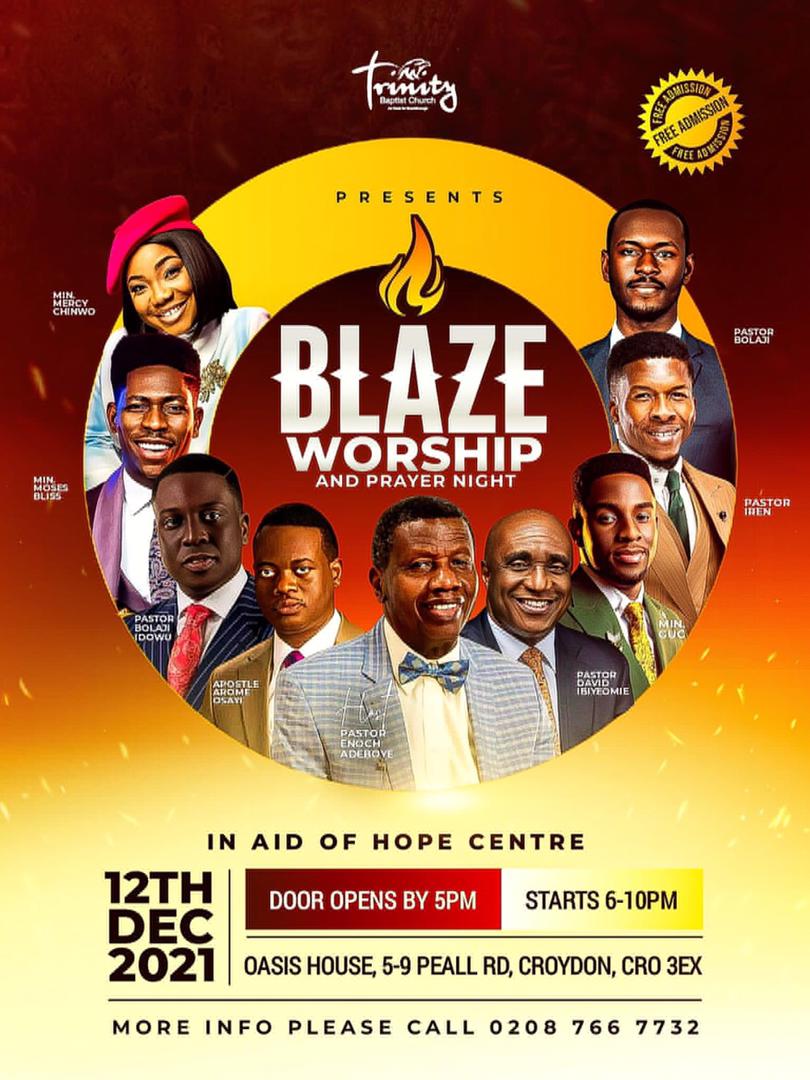 Trinity
Baptist Church
FREE ADMISSION
FREE ADMISSION
FREE ADMISSION
PRESENTS
BLAZE
WORSHIP
AND PRAYER NIGHT
MIN.
MERCY
CHINWO
PASTOR
BOLAJI
MIN.
MOSES
BLISS
PASTOR
IREN
PASTOR
BOLAJI
IDOWU
MIN.
GUC
APOSTLE
AROME
OSAYI
PASTOR
DAVID
IBIYEOMIE
Host
PASTOR
ENOCH
ADEBOYE
IN AID OF HOPE CENTRE
12TH
DEC
2021
DOOR OPENS BY 5PM
STARTS 6-10PM
OASIS HOUSE, 5-9 PEALL RD, CROYDON, CRO 3EX
MORE INFO PLEASE CALL 0208 766 7732